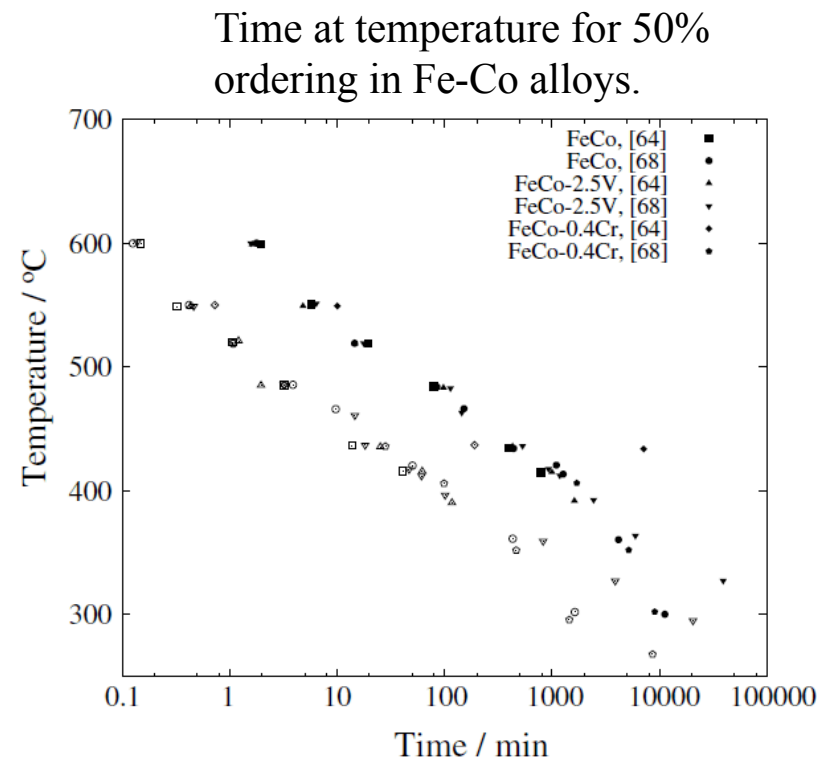 Time at temperature for 50%
ordering in Fe-Co alloys.
700
600
500
400
300
Temperature / °C
FeCo, [64]
FeCo, [68]
FeCo-2.5V, [64]
FeCo-2.5V, [68]
FeCo-0.4Cr, [64]
FeCo-0.4Cr, [68]
0.1 1 10 100 1000 10000 100000
Time / min